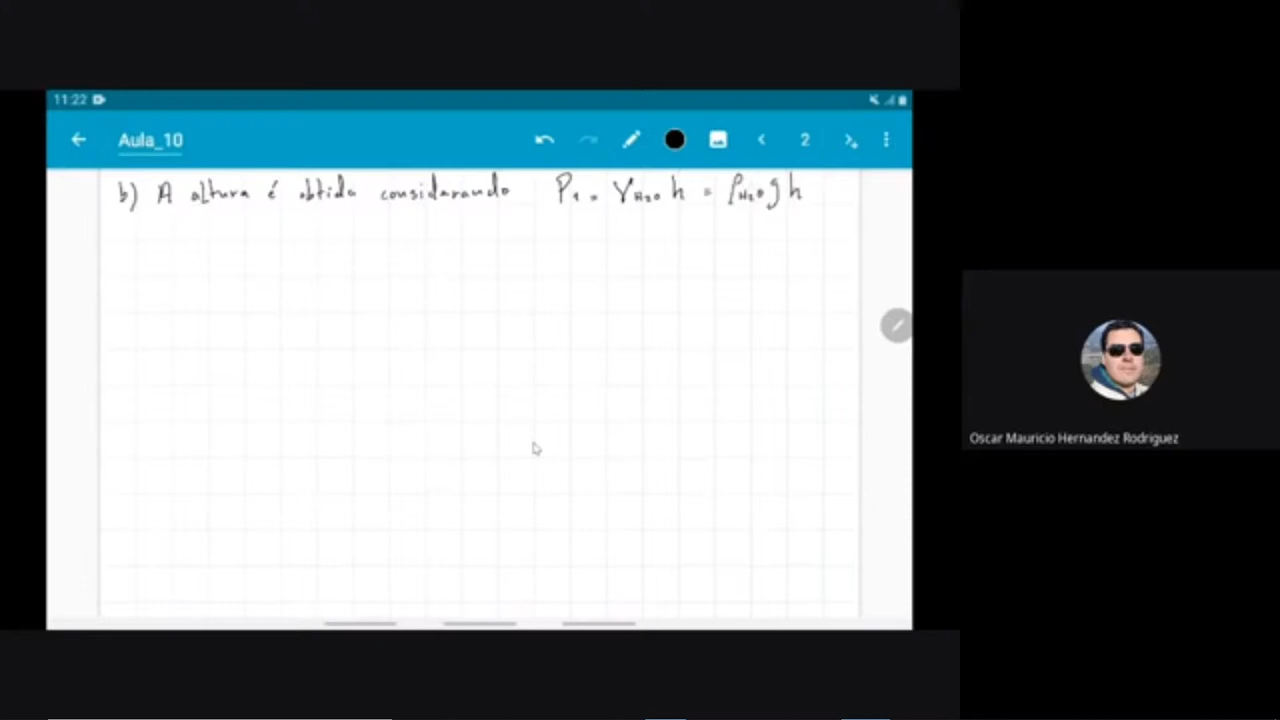 11:22
Aula_10
2
b) A altura é obtida considerando P₁ = γH₂O h = ρH₂O g h
Oscar Mauricio Hernandez Rodriguez